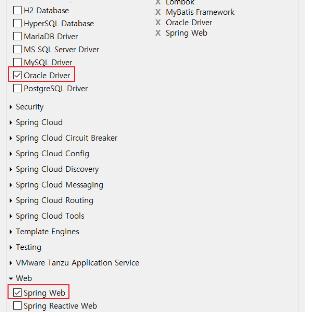 H2 Database
HyperSQL Database
MariaDB Driver
MS SQL Server Driver
MySQL Driver
Oracle Driver
PostgreSQL Driver
Security
Spring Cloud
Spring Cloud Circuit Breaker
Spring Cloud Config
Spring Cloud Discovery
Spring Cloud Messaging
Spring Cloud Routing
Spring Cloud Tools
Template Engines
Testing
VMware Tanzu Application Service
Web
Spring Web
Spring Reactive Web
X Lombok
X MyBatis Framework
X Oracle Driver
X Spring Web